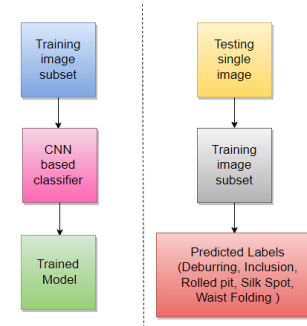 Training
image
subset
CNN
based
classifier
Trained
Model
Testing
single
image
Training
image
subset
Predicted Labels
(Deburring, Inclusion,
Rolled pit, Silk Spot,
Waist Folding )